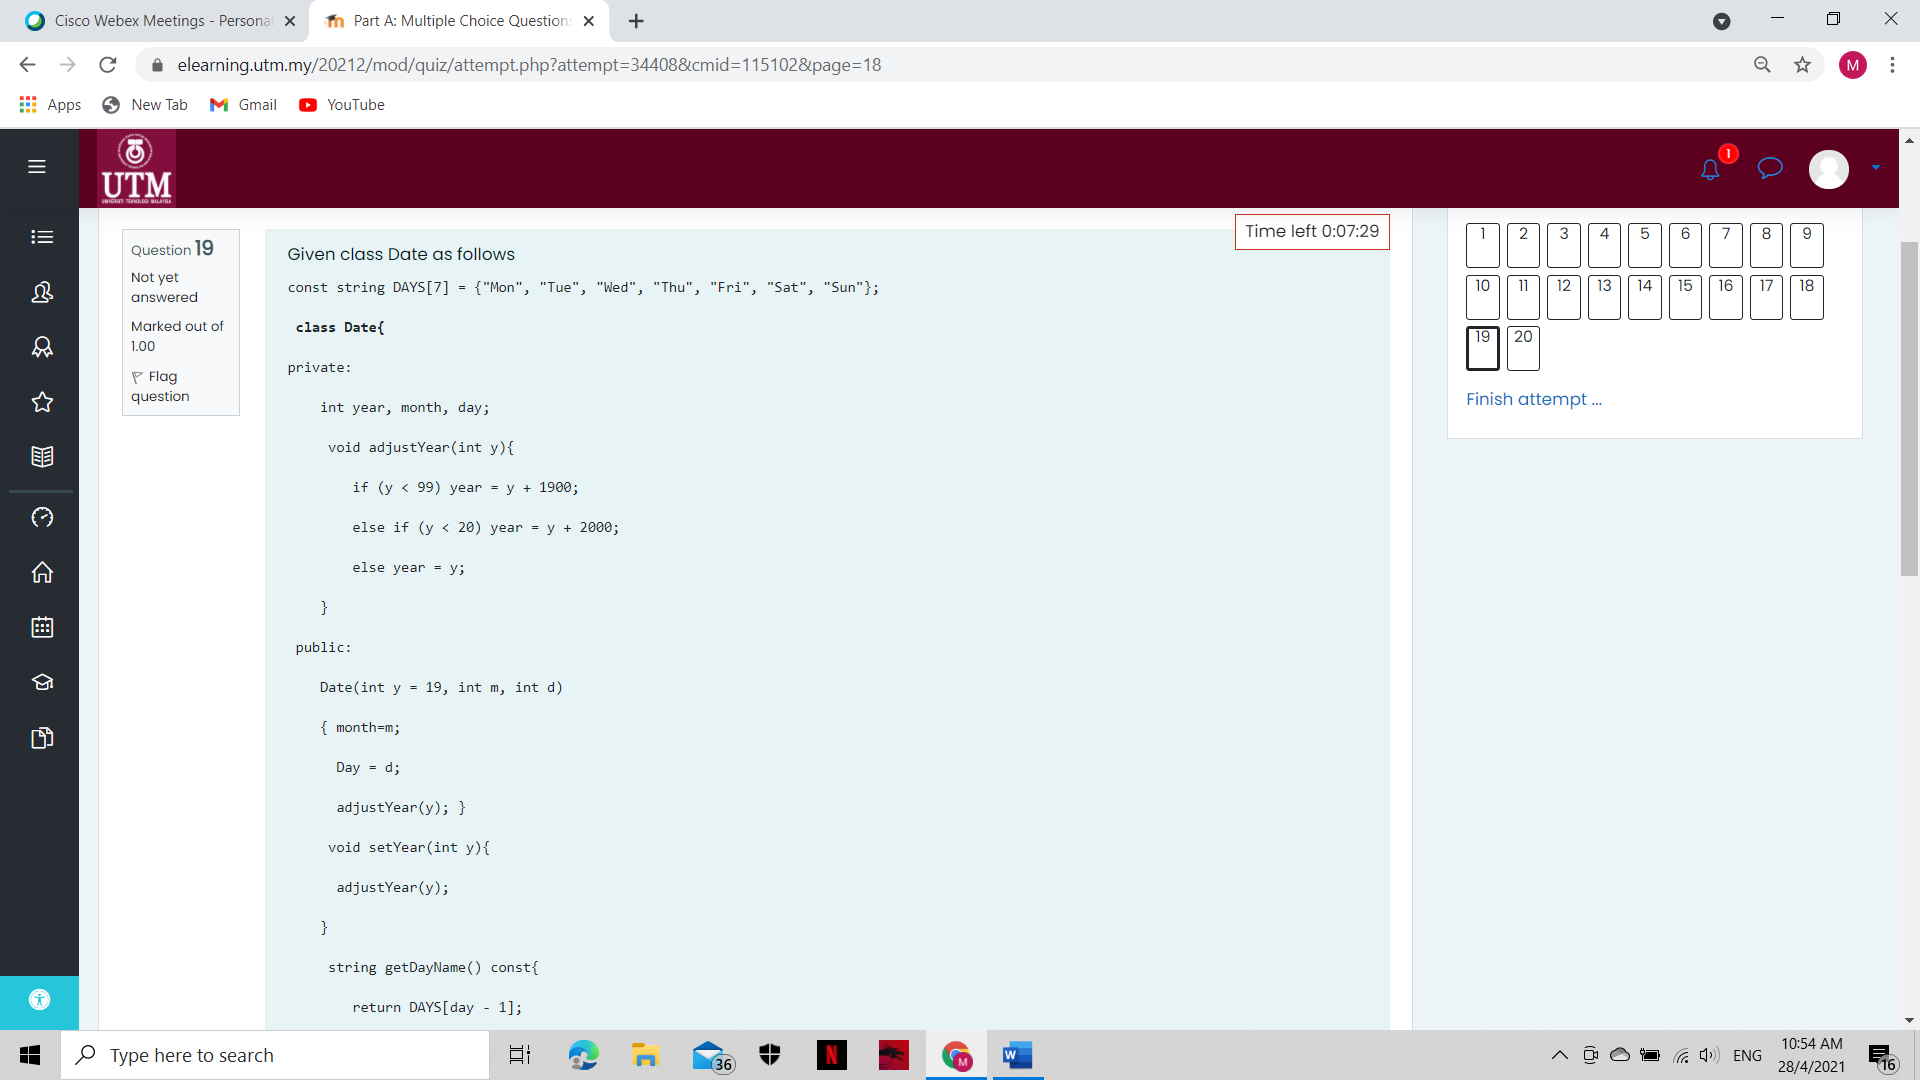 Cisco Webex Meetings - Persona
Part A: Multiple Choice Question
elearning.utm.my/20212/mod/quiz/attempt.php?attempt=34408&cmid=115102&page=18
M
Apps
New Tab
Gmail
YouTube
UTM
UNIVERSITI TEKNOLOGI MALAYSIA
1
Question 19
Not yet
answered
Marked out of
1.00
Flag
question
Time left 0:07:29
Given class Date as follows
const string DAYS[7] = {"Mon", "Tue", "Wed", "Thu", "Fri", "Sat", "Sun"};
class Date{
private:
int year, month, day;
void adjustYear(int y){
if (y < 99) year = y + 1900;
else if (y < 20) year = y + 2000;
else year = y;
}
public:
Date(int y = 19, int m, int d)
{ month=m;
Day = d;
adjustYear(y); }
void setYear(int y){
adjustYear(y);
}
string getDayName() const{
return DAYS[day - 1];
1 2 3 4 5 6 7 8 9
10 11 12 13 14 15 16 17 18
19 20
Finish attempt ...
Type here to search
36
N
M
W
ENG
10:54 AM
28/4/2021
16